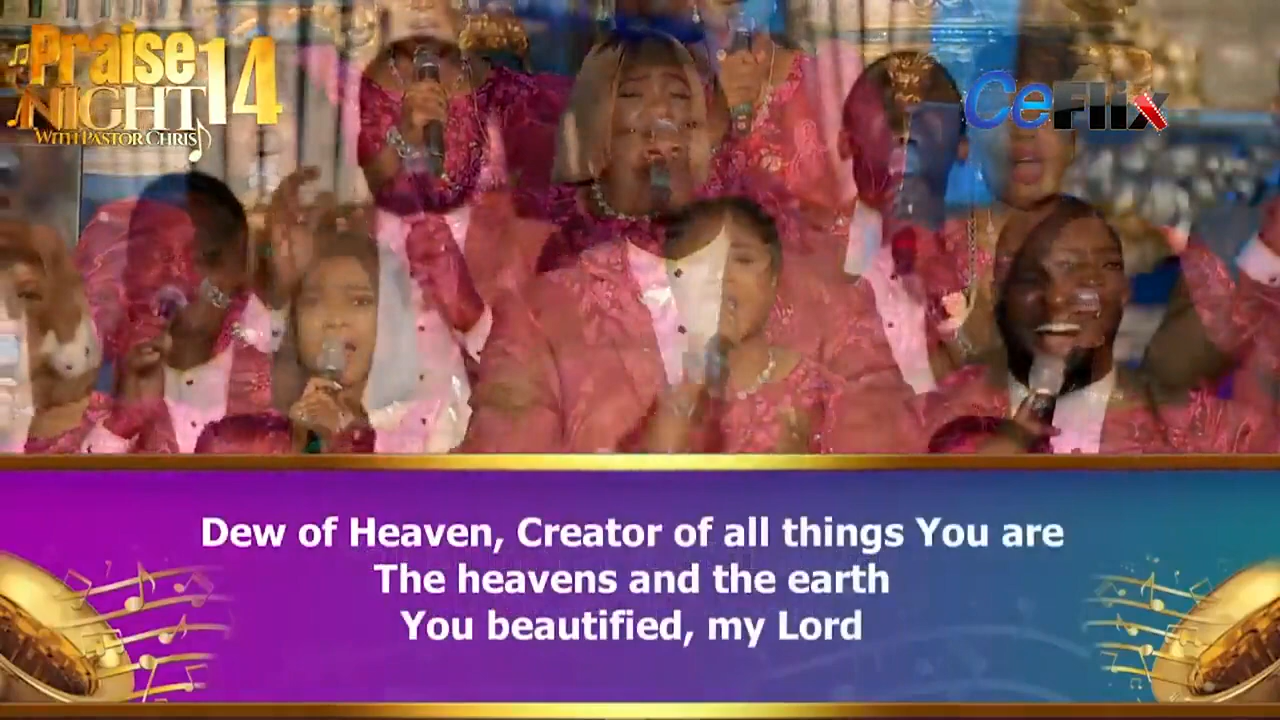 Praise
NIGHT 14
WITH PASTOR CHRIS
CeFlix
Dew of Heaven, Creator of all things You are
The heavens and the earth
You beautified, my Lord